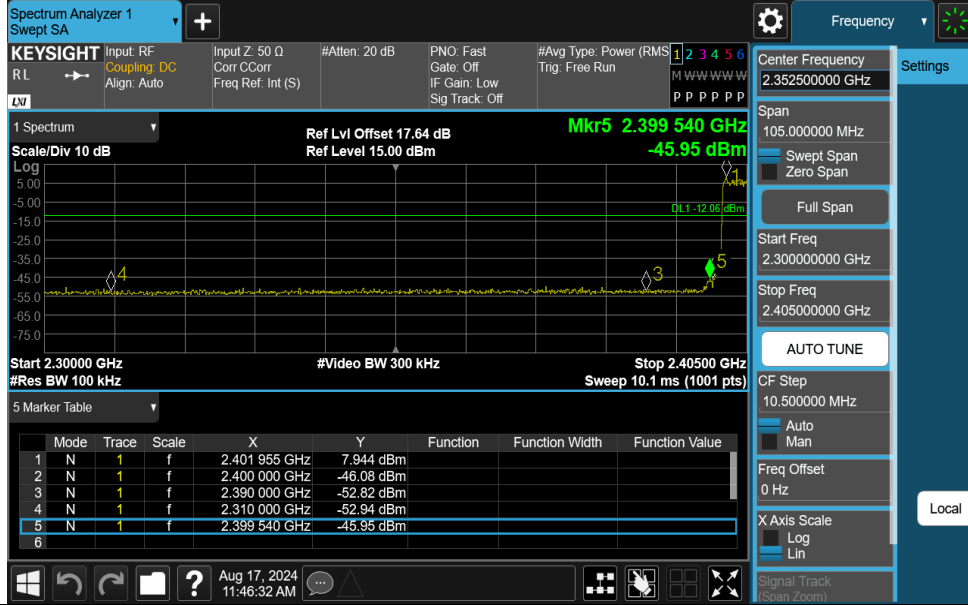 Spectrum Analyzer 1
Swept SA
+
Frequency
KEYSIGHT
RL
LXI
Input: RF
Coupling: DC
Align: Auto
Input Z: 50 Ω
Corr CCorr
Freq Ref: Int (S)
#Atten: 20 dB
PNO: Fast
Gate: Off
IF Gain: Low
Sig Track: Off
#Avg Type: Power (RMS
Trig: Free Run
1 2 3 4 5 6
M W W W W W
P P P P P P
1 Spectrum
Scale/Div 10 dB
Ref Lvl Offset 17.64 dB
Ref Level 15.00 dBm
Mkr5 2.399 540 GHz
-45.95 dBm
Log
5.00
-5.00
-15.0
-25.0
-35.0
-45.0
-55.0
-65.0
-75.0
1
DL1 -12.06 dBm
4
3
5
Start 2.30000 GHz
#Video BW 300 kHz
Stop 2.40500 GHz
#Res BW 100 kHz
Sweep 10.1 ms (1001 pts)
5 Marker Table
Mode Trace Scale X Y Function Function Width Function Value
1 N 1 f 2.401 955 GHz 7.944 dBm
2 N 1 f 2.400 000 GHz -46.08 dBm
3 N 1 f 2.390 000 GHz -52.82 dBm
4 N 1 f 2.310 000 GHz -52.94 dBm
5 N 1 f 2.399 540 GHz -45.95 dBm
6
?
Aug 17, 2024
11:46:32 AM
Center Frequency
2.352500000 GHz
Span
105.000000 MHz
Swept Span
Zero Span
Full Span
Start Freq
2.300000000 GHz
Stop Freq
2.405000000 GHz
AUTO TUNE
CF Step
10.500000 MHz
Auto
Man
Freq Offset
0 Hz
X Axis Scale
Log
Lin
Signal Track
(Span Zoom)
Settings
Local